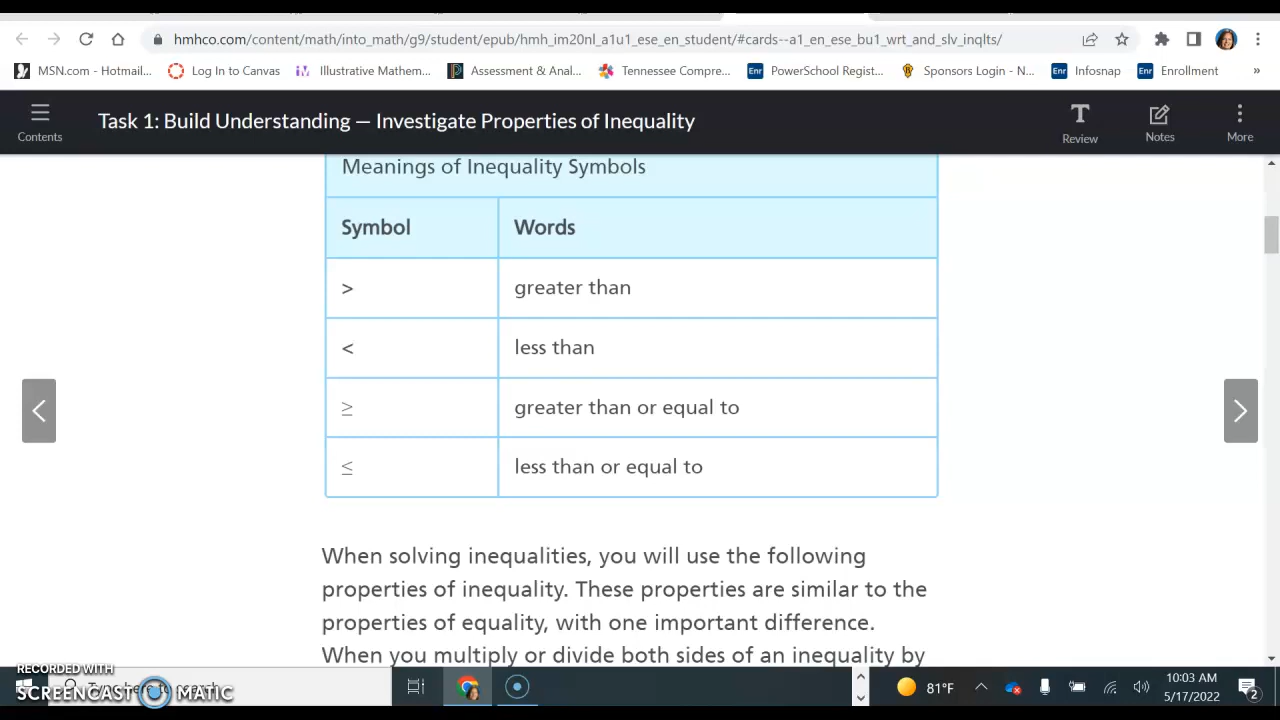 hmhco.com/content/math/into_math/g9/student/epub/hmh_im20nl_a1u1_ese_en_student/#cards--a1_en_ese_bu1_wrt_and_slv_inqlts/
MSN.com - Hotmail... Log In to Canvas Illustrative Mathem... Assessment & Anal... Tennessee Compre... Enr PowerSchool Regist... Sponsors Login - N... Enr Infosnap Enr Enrollment »
Contents
Task 1: Build Understanding — Investigate Properties of Inequality
T Review Notes More
Meanings of Inequality Symbols
Symbol Words
> greater than
< less than
≥ greater than or equal to
≤ less than or equal to
When solving inequalities, you will use the following
properties of inequality. These properties are similar to the
properties of equality, with one important difference.
When you multiply or divide both sides of an inequality by
RECORDED WITH
SCREENCAST MATIC
81°F
10:03 AM
5/17/2022
2